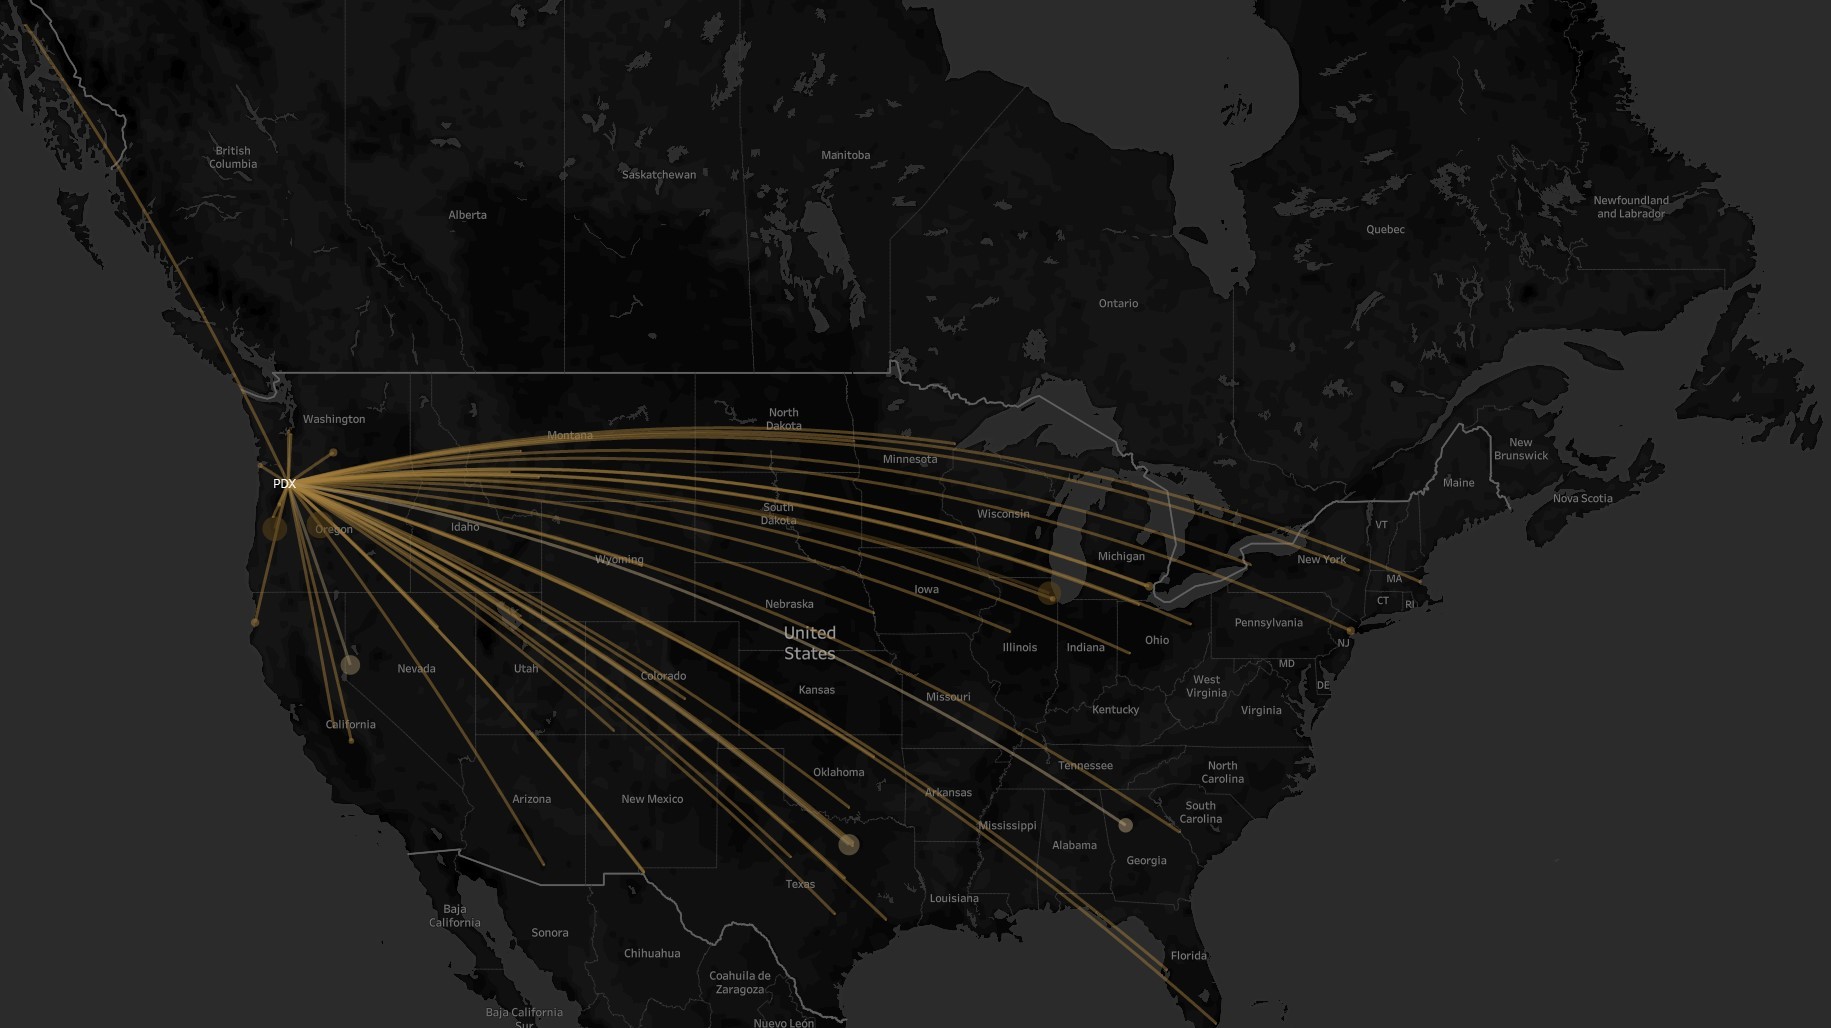 British
Columbia
Alberta
Saskatchewan
Manitoba
Ontario
Quebec
Newfoundland
and Labrador
Washington
Montana
North
Dakota
Minnesota
New
Brunswick
Maine
Nova Scotia
PDX
Oregon
Idaho
South
Dakota
Wisconsin
VT
Wyoming
Michigan
New York
MA
Nebraska
Iowa
CT
RI
Pennsylvania
United
States
Illinois
Indiana
Ohio
NJ
MD
DE
Nevada
Utah
Colorado
Kansas
Missouri
West
Virginia
Kentucky
Virginia
California
Oklahoma
Tennessee
North
Carolina
Arizona
New Mexico
Arkansas
South
Carolina
Mississippi
Alabama
Georgia
Texas
Louisiana
Baja
California
Sonora
Chihuahua
Florida
Coahuila de
Zaragoza
Baja California
Sur
Nuevo León